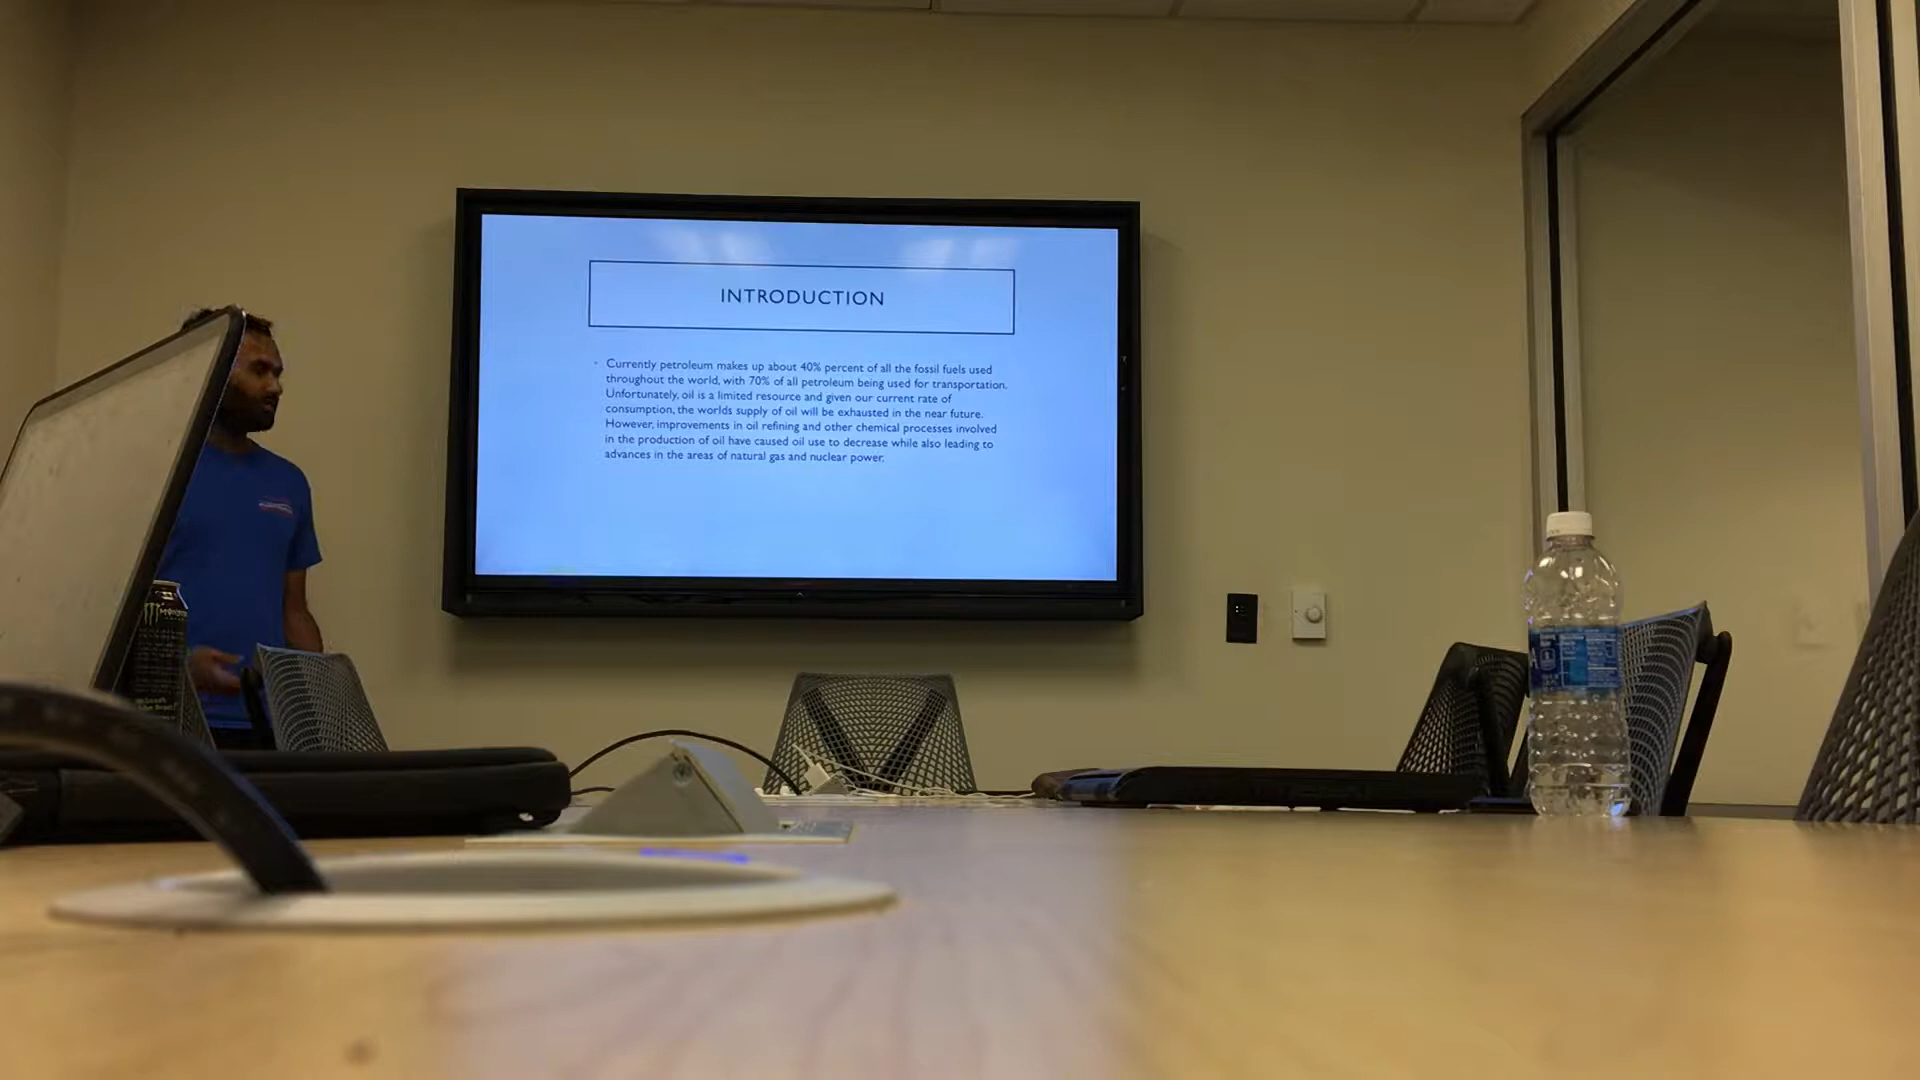 INTRODUCTION
• Currently petroleum makes up about 40% percent of all the fossil fuels used
throughout the world, with 70% of all petroleum being used for transportation.
Unfortunately, oil is a limited resource and given our current rate of
consumption, the worlds supply of oil will be exhausted in the near future.
However, improvements in oil refining and other chemical processes involved
in the production of oil have caused oil use to decrease while also leading to
advances in the areas of natural gas and nuclear power.